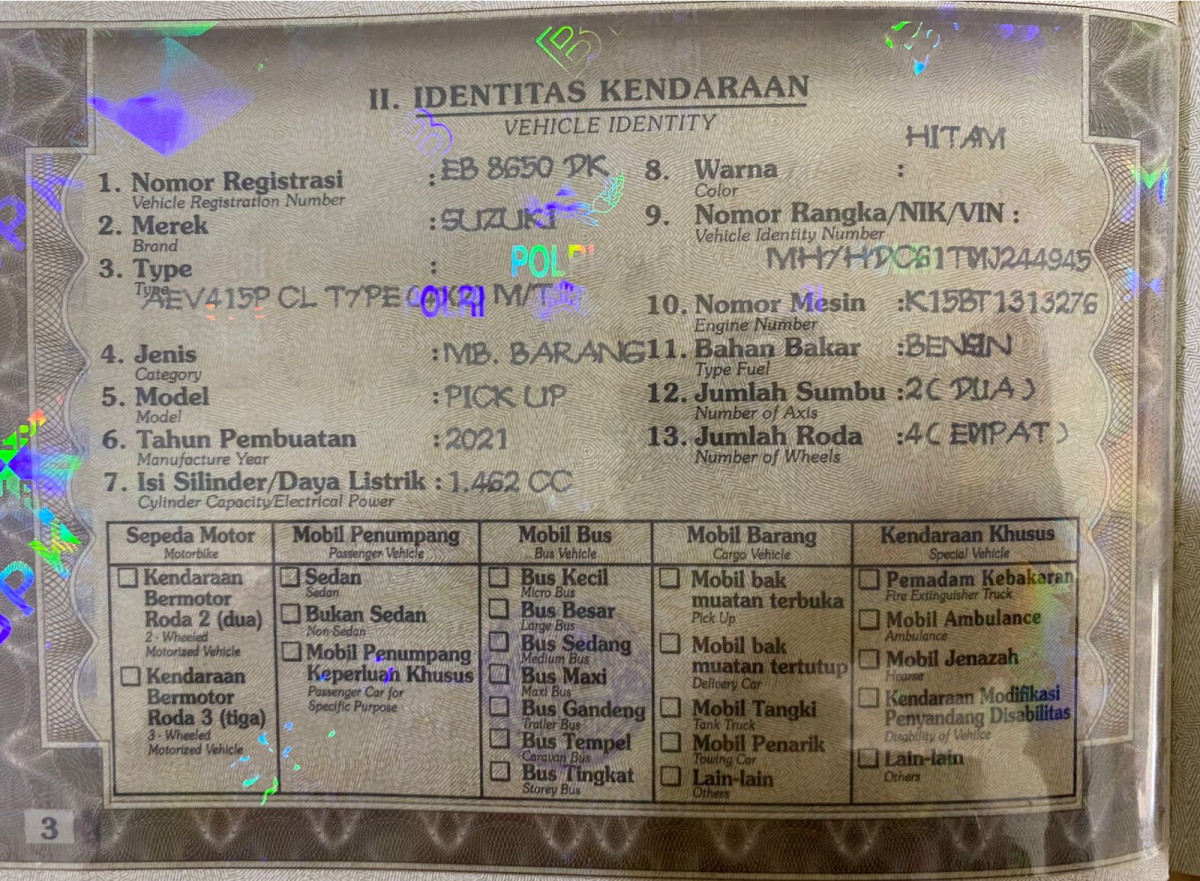 II. IDENTITAS KENDARAAN
VEHICLE IDENTITY
1. Nomor Registrasi : EB 8650 DK
Vehicle Registration Number
2. Merek : SUZUKI
Brand
3. Type :
Type
AEV415P CL T7PE M/T
POLRI
OLRI
4. Jenis : MB. BARANG
Category
5. Model : PICK UP
Model
6. Tahun Pembuatan : 2021
Manufacture Year
7. Isi Silinder/Daya Listrik : 1.462 CC
Cylinder Capacity/Electrical Power
HITAM
8. Warna :
Color
9. Nomor Rangka/NIK/VIN :
Vehicle Identity Number
10. Nomor Mesin : K15BT1313276
Engine Number
11. Bahan Bakar : BENSIN
Type Fuel
12. Jumlah Sumbu : 2( DUA )
Number of Axis
13. Jumlah Roda : 4( EMPAT )
Number of Wheels
Sepeda Motor
Motorbike
Kendaraan
Bermotor
Roda 2 (dua)
2 - Wheeled
Motorized Vehicle
Kendaraan
Bermotor
Roda 3 (tiga)
3 - Wheeled
Motorized Vehicle
Mobil Penumpang
Passenger Vehicle
Sedan
Sedan
Bukan Sedan
Non-Sedan
Mobil Penumpang
Keperluan Khusus
Passenger Car for
Specific Purpose
Mobil Bus
Bus Vehicle
Bus Kecil
Micro Bus
Bus Besar
Large Bus
Bus Sedang
Medium Bus
Bus Maxi
Maxi Bus
Bus Gandeng
Trailer Bus
Bus Tempel
Caravan Bus
Bus Tingkat
Storey Bus
Mobil Barang
Cargo Vehicle
Mobil bak
muatan terbuka
Pick Up
Mobil bak
muatan tertutup
Delivery Car
Mobil Tangki
Tank Truck
Mobil Penarik
Towing Car
Lain-lain
Others
Kendaraan Khusus
Special Vehicle
Pemadam Kebakaran
Fire Extinguisher Truck
Mobil Ambulance
Ambulance
Mobil Jenazah
Hearse
Kendaraan Modifikasi
Penyandang Disabilitas
Disability of Vehilce
Lain-lain
Others
3